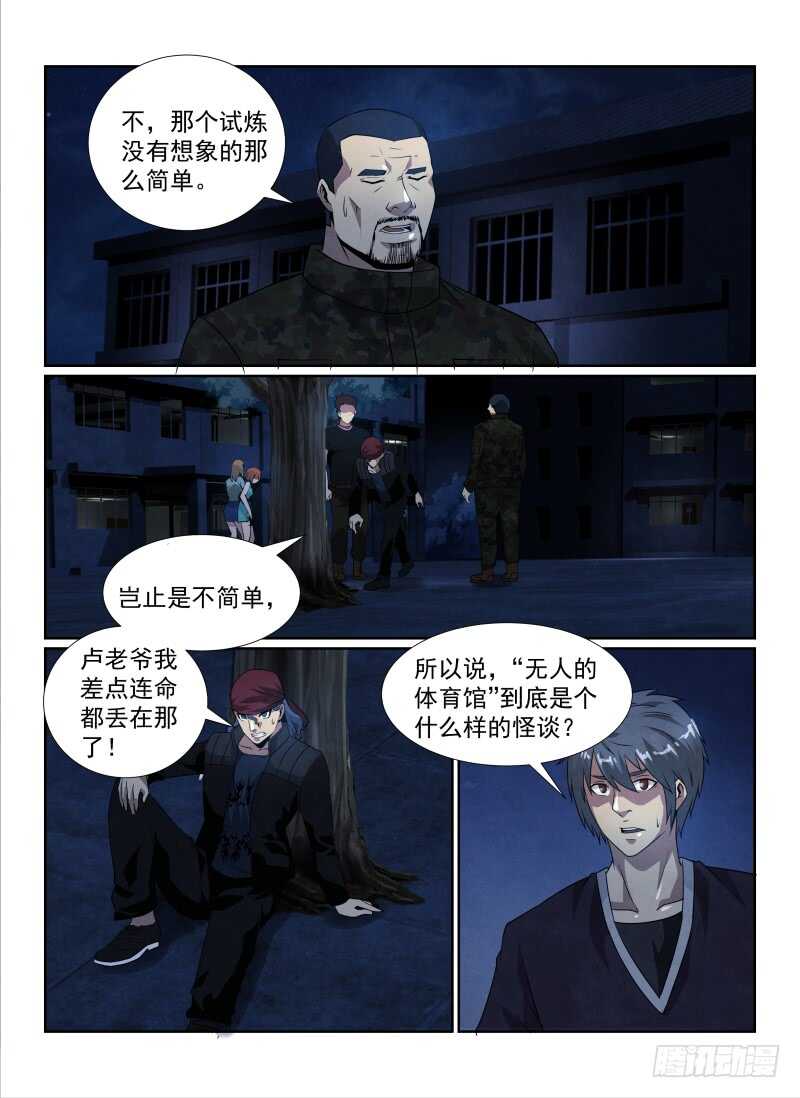 不，那个试炼
没有想象的那
么简单。
岂止是不简单，
卢老爷我
差点连命
都丢在那
了！
所以说，“无人的
体育馆”到底是个
什么样的怪谈？
腾讯动漫